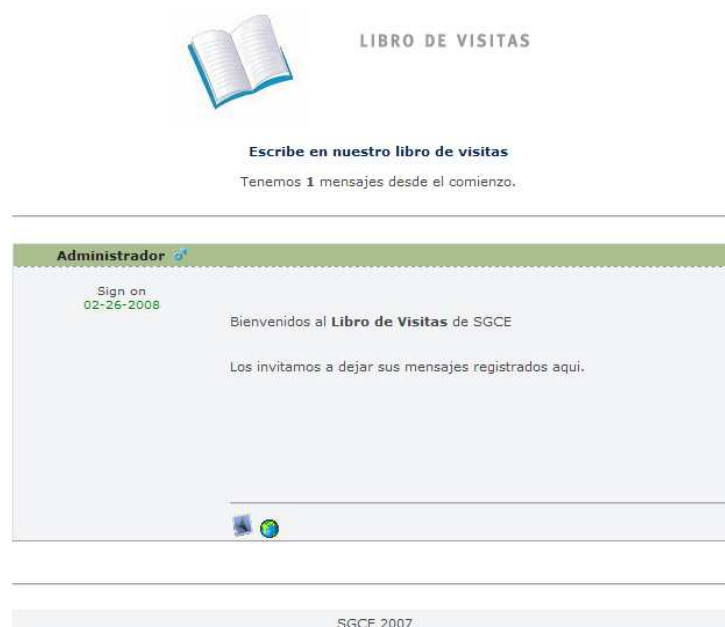 LIBRO DE VISITAS
Escribe en nuestro libro de visitas
Tenemos 1 mensajes desde el comienzo.
Administrador
Sign on
02-26-2008
Bienvenidos al Libro de Visitas de SGCE
Los invitamos a dejar sus mensajes registrados aqui.
SGCE 2007